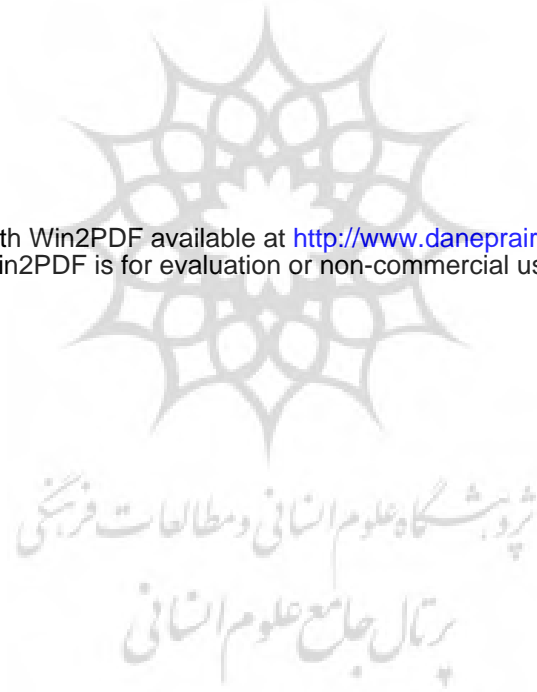 th Win2PDF available at http://www.daneprair
in2PDF is for evaluation or non-commercial us
پژوهشگاه علوم انسانی و مطالعات فرهنگی
پرتال جامع علوم انسانی